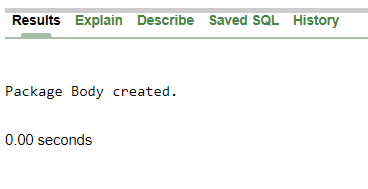 Results Explain Describe Saved SQL History
Package Body created.
0.00 seconds